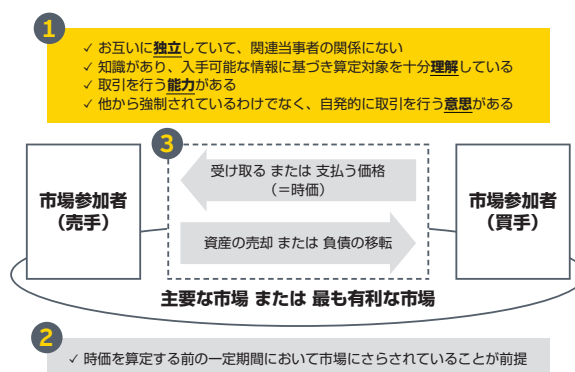 1
✓ お互いに独立していて、関連当事者の関係にない
✓ 知識があり、入手可能な情報に基づき算定対象を十分理解している
✓ 取引を行う能力がある
✓ 他から強制されているわけでなく、自発的に取引を行う意思がある
3
市場参加者
（売手）
受け取る または 支払う価格
（＝時価）
資産の売却 または 負債の移転
市場参加者
（買手）
主要な市場 または 最も有利な市場
2
✓ 時価を算定する前の一定期間において市場にさらされていることが前提